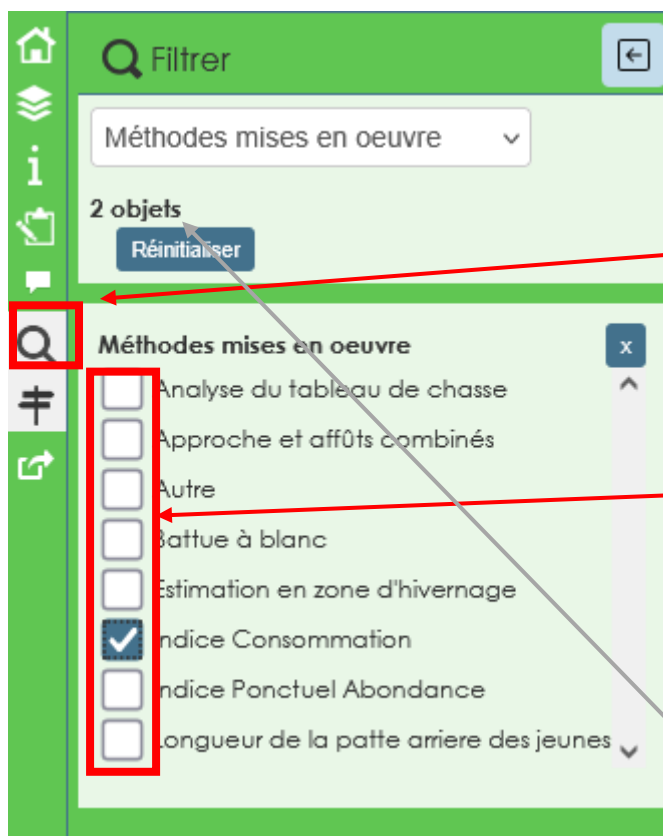 Filtrer
Méthodes mises en oeuvre
2 objets
Réinitialiser
Méthodes mises en oeuvre
x
Analyse du tableau de chasse
Approche et affûts combinés
Autre
Battue à blanc
Estimation en zone d'hivernage
Indice Consommation
Indice Ponctuel Abondance
Longueur de la patte arriere des jeunes